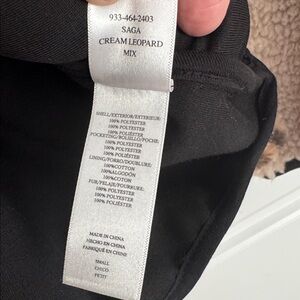 933-464-2403
SAGA
CREAM LEOPARD
MIX
SHELL/EXTERIOR/EXTERIEUR:
100% POLYESTER
100% POLYESTER
100% POLIÉSTER
POCKETING/BOLSILLO/POCHE:
100% POLYESTER
100% POLYESTER
100% POLIÉSTER
LINING/FORRO/DOUBLURE:
100%COTTON
100%ALGODÓN
100%COTON
FUR/PELAJE/FOURRURE:
100% POLYESTER
100% POLYESTER
100% POLIÉSTER
MADE IN CHINA
HECHO EN CHINA
FABRIQUÉ EN CHINE
SMALL
CHICO
PETIT